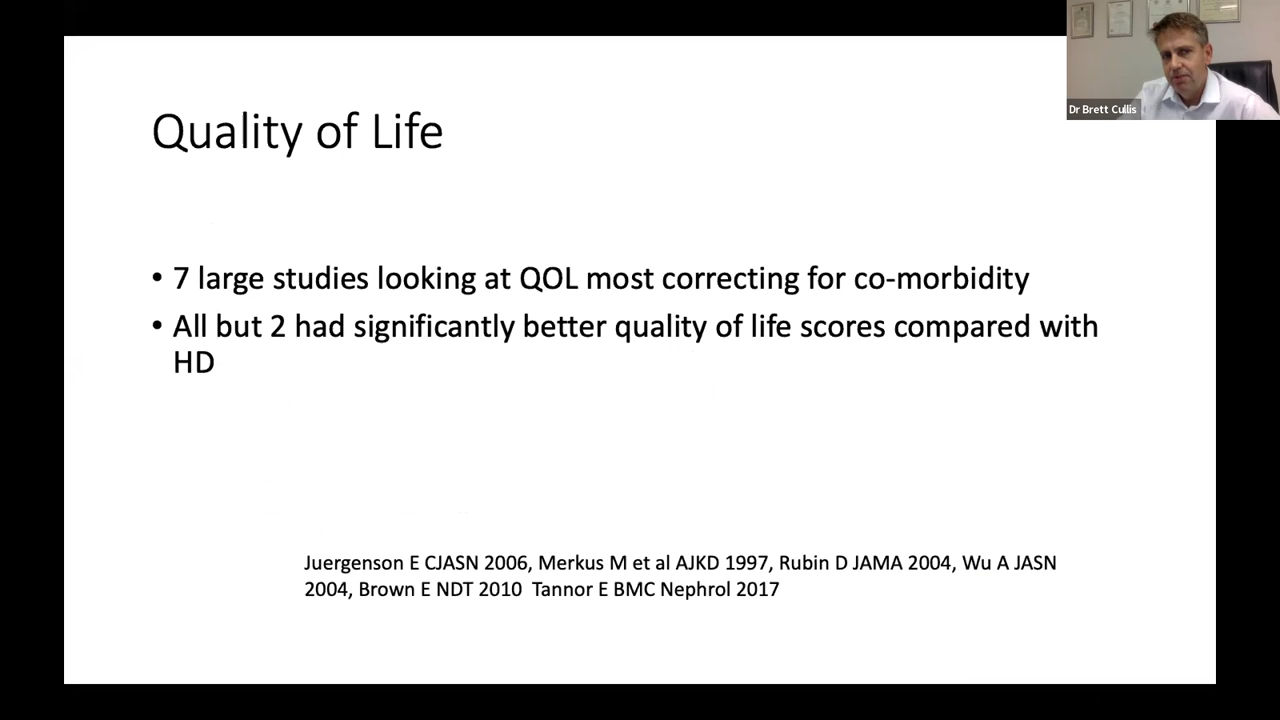 Dr Brett Cullis
Quality of Life
• 7 large studies looking at QOL most correcting for co-morbidity
• All but 2 had significantly better quality of life scores compared with
HD
Juergenson E CJASN 2006, Merkus M et al AJKD 1997, Rubin D JAMA 2004, Wu A JASN
2004, Brown E NDT 2010  Tannor E BMC Nephrol 2017